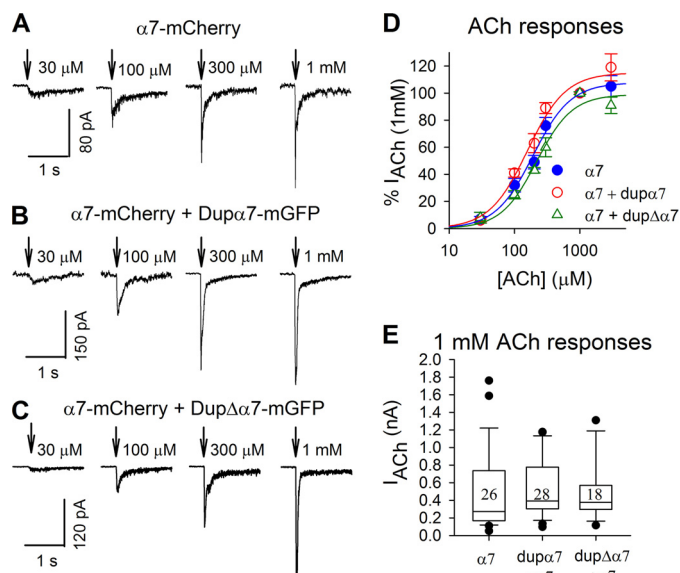 A
α7-mCherry
30 μM
100 μM
300 μM
1 mM
80 pA
1 s
B
α7-mCherry + Dupα7-mGFP
30 μM
100 μM
300 μM
1 mM
150 pA
1 s
C
α7-mCherry + DupΔα7-mGFP
30 μM
100 μM
300 μM
1 mM
120 pA
1 s
D
ACh responses
% IACh (1mM)
120
100
80
60
40
20
0
α7
α7 + dupα7
α7 + dupΔα7
10 100 1000
[ACh] (μM)
E
1 mM ACh responses
IACh(nA)
2.0
1.8
1.6
1.4
1.2
1.0
0.8
0.6
0.4
0.2
0.0
26 28 18
α7 dupα7 dupΔα7